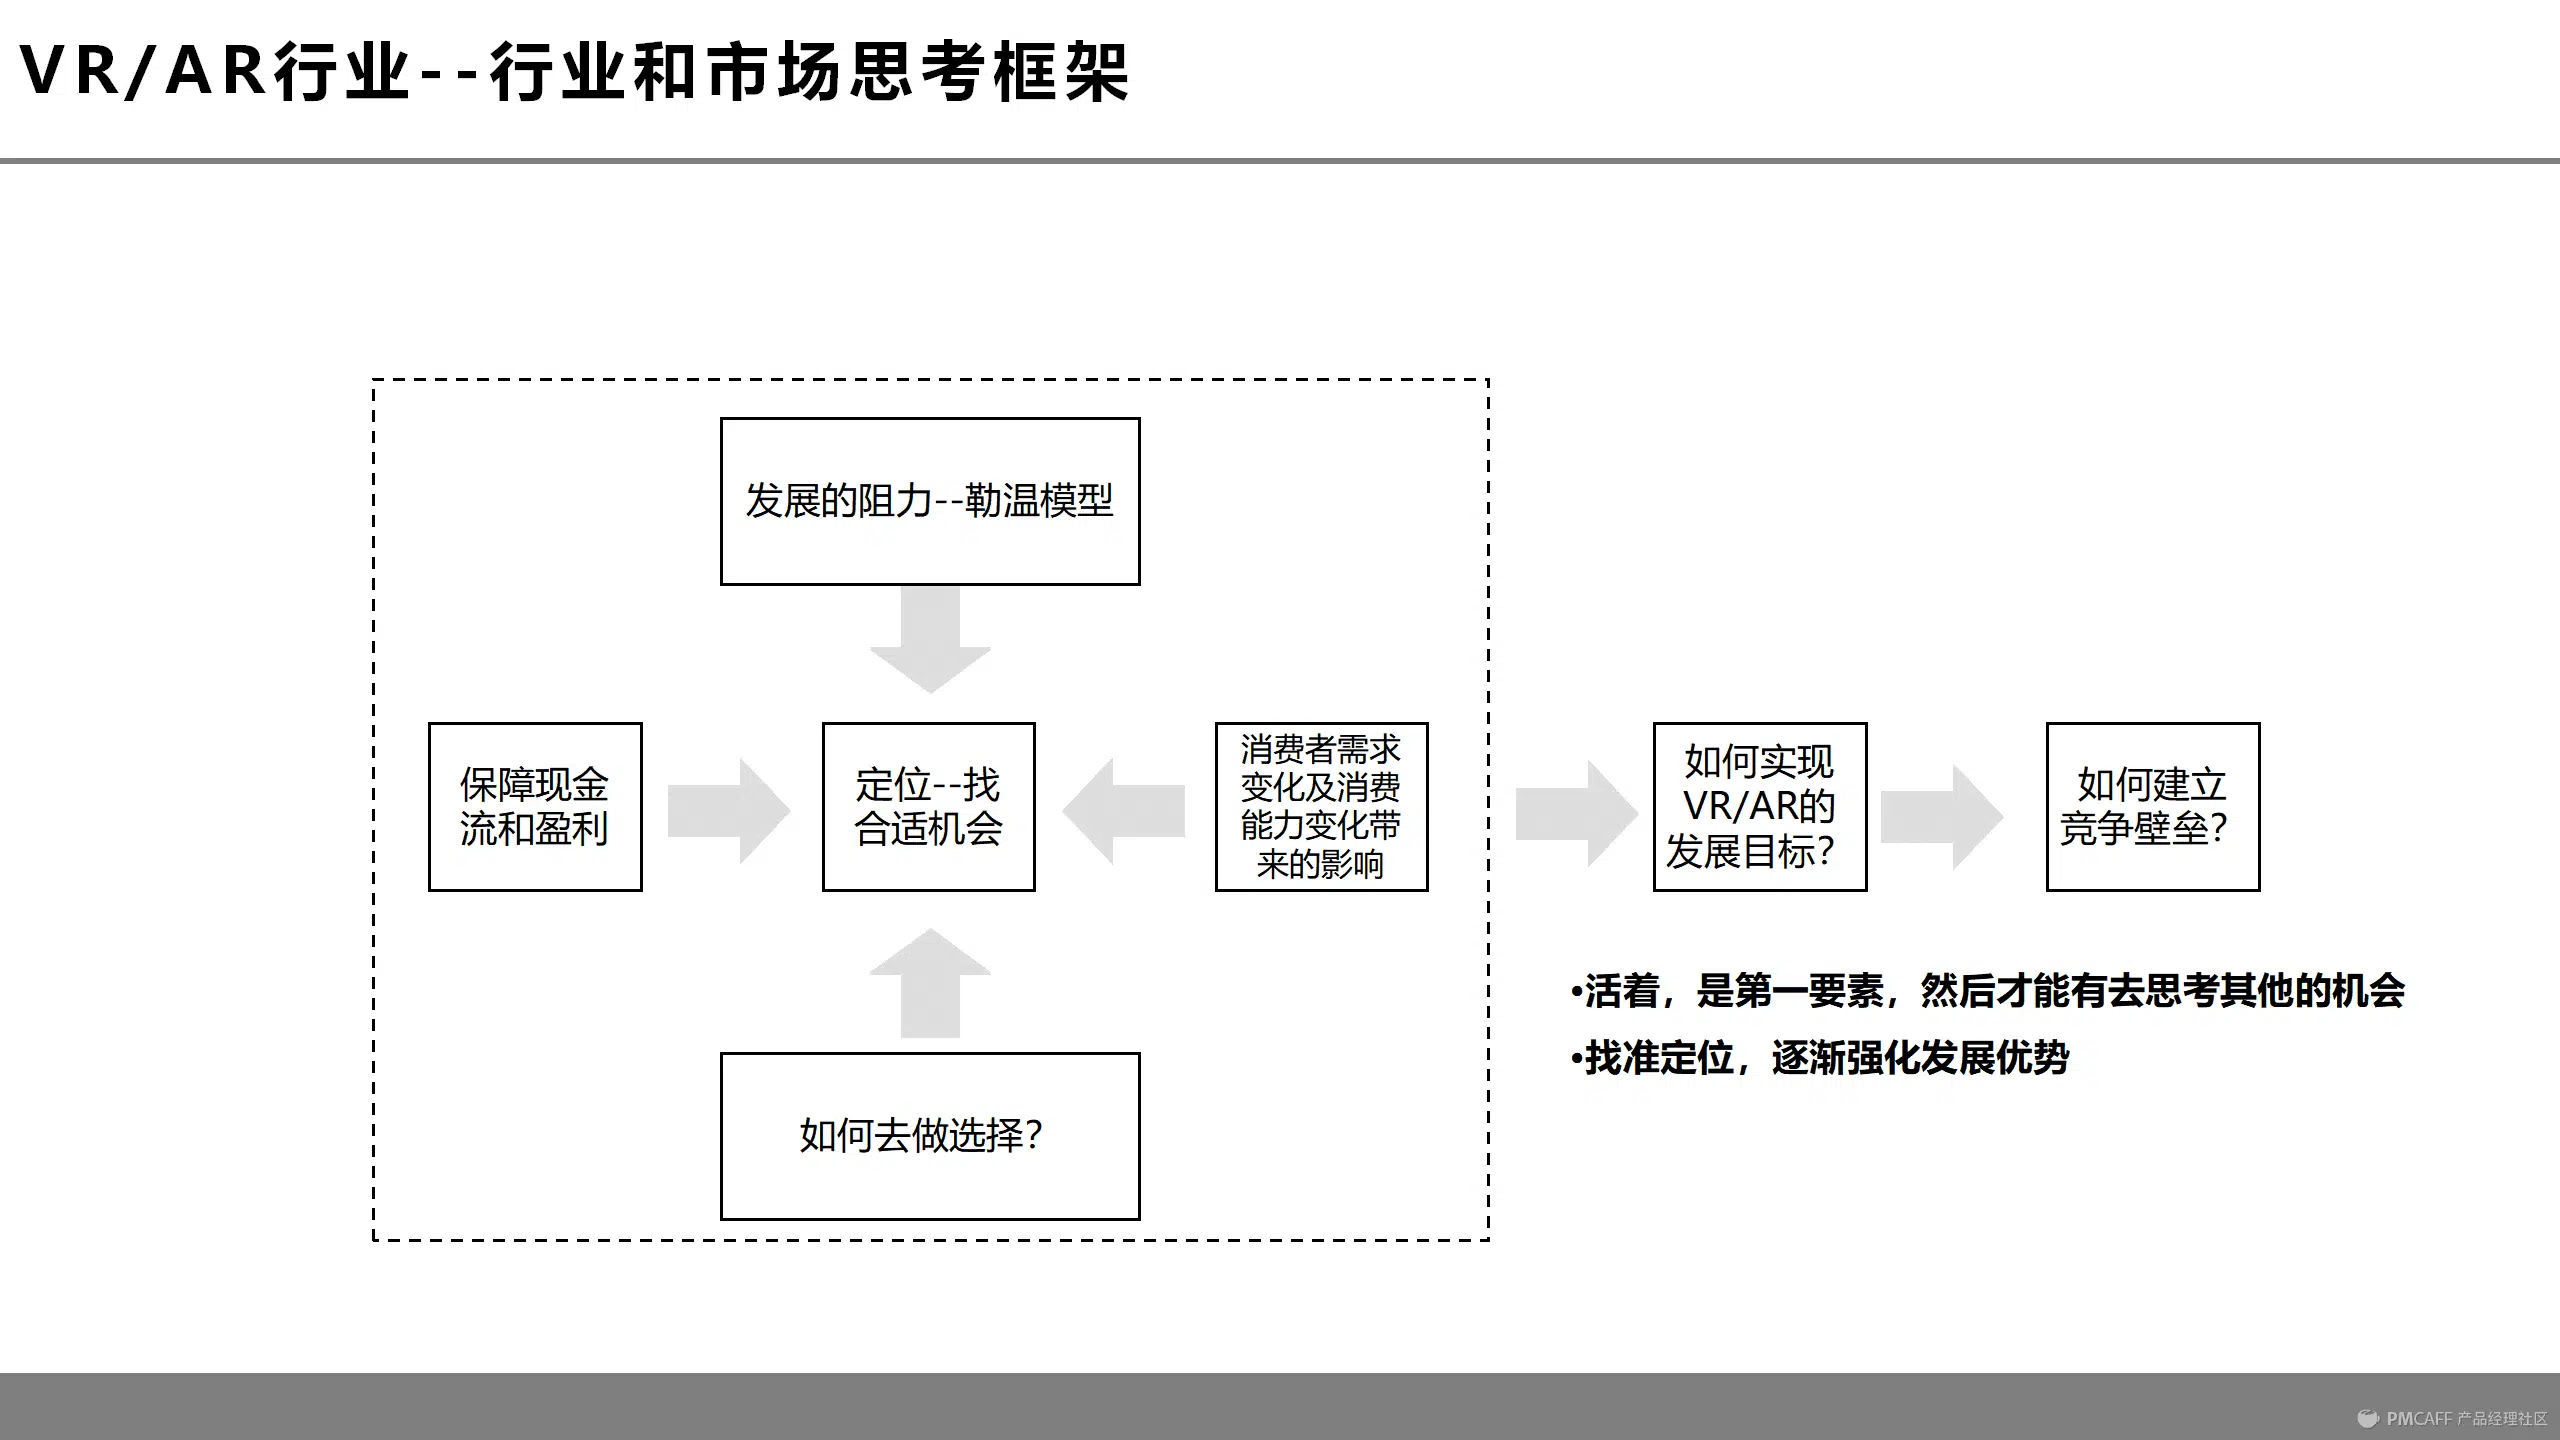 VR/AR行业--行业和市场思考框架
发展的阻力--勒温模型
保障现金
流和盈利
定位--找
合适机会
消费者需求
变化及消费
能力变化带
来的影响
如何实现
VR/AR的
发展目标?
如何建立
竞争壁垒?
•活着，是第一要素，然后才能有去思考其他的机会
•找准定位，逐渐强化发展优势
如何去做选择?
PMCAFF 产品经理社区